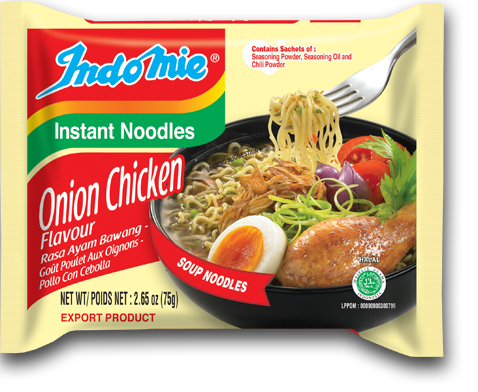 Indomie®
Contains Sachets of :
Seasoning Powder, Seasoning Oil and
Chili Powder
Instant Noodles
Onion Chicken
Flavour
Rasa Ayam Bawang -
Goût Poulet Aux Oignons -
Pollo Con Cebolla
SOUP NOODLES
HALAL
NET WT/ POIDS NET : 2.65 oz (75g)
LPPOM : 00090800300799
EXPORT PRODUCT